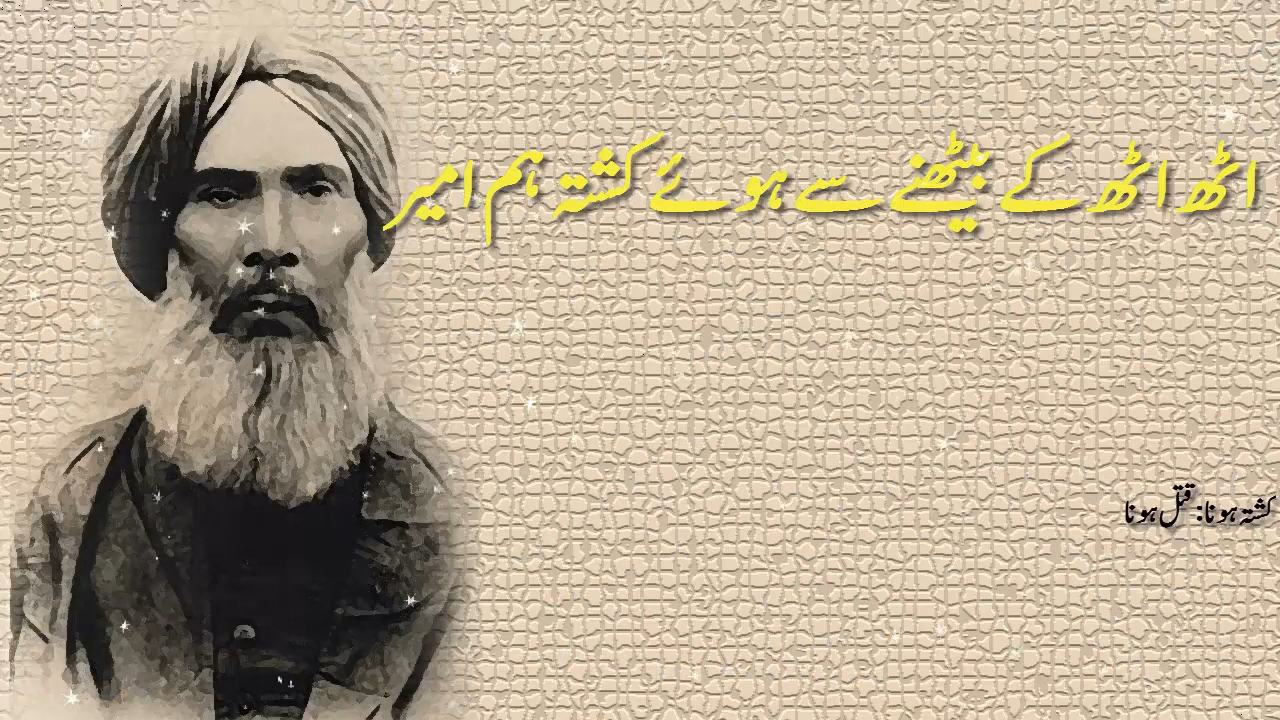 اٹھ اٹھ کے بیٹھنے سے ہوئے کشتہ ہم امیر
کشتہ ہونا: قتل ہونا